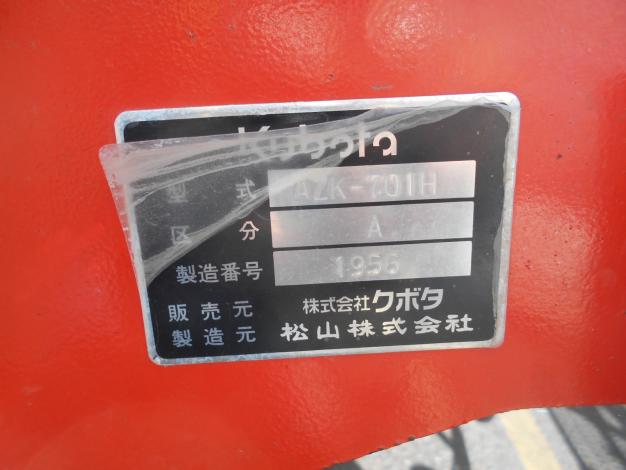 Kubota
型式 AZK-701H
区分 A
製造番号 1956
販売元 株式会社クボタ
製造元 松山株式会社